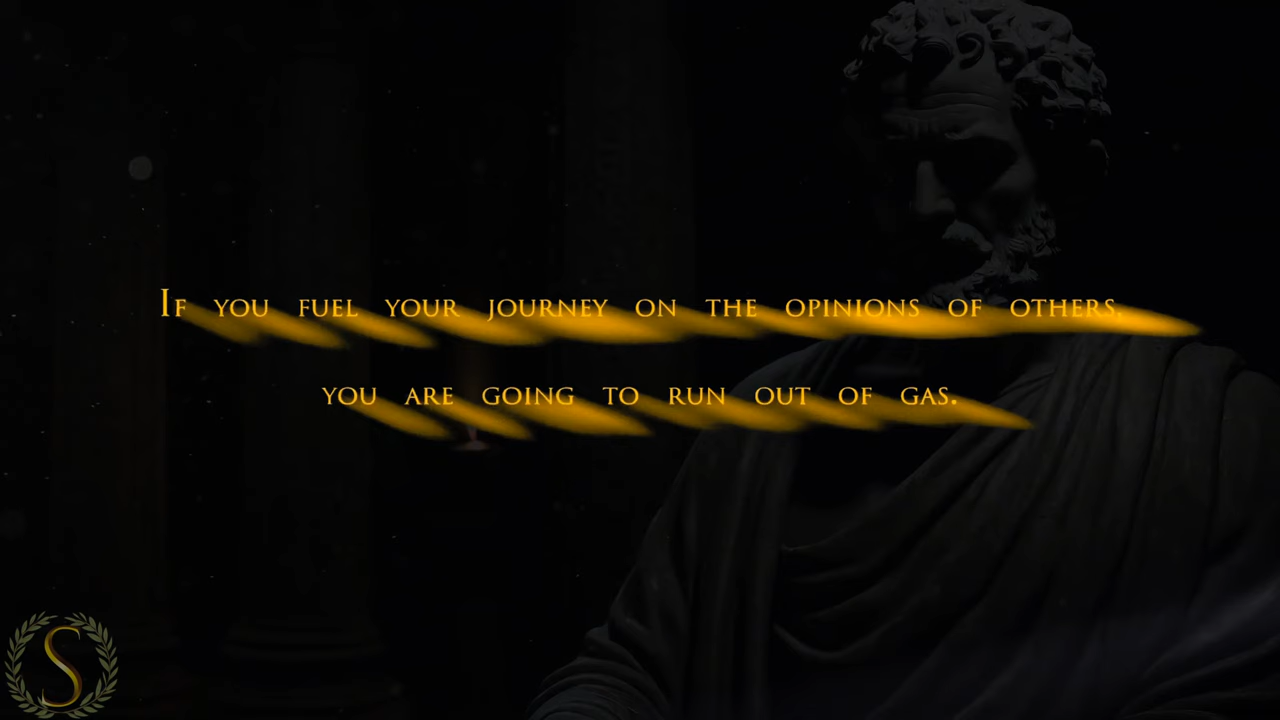 If you fuel your journey on the opinions of others,
you are going to run out of gas.
S